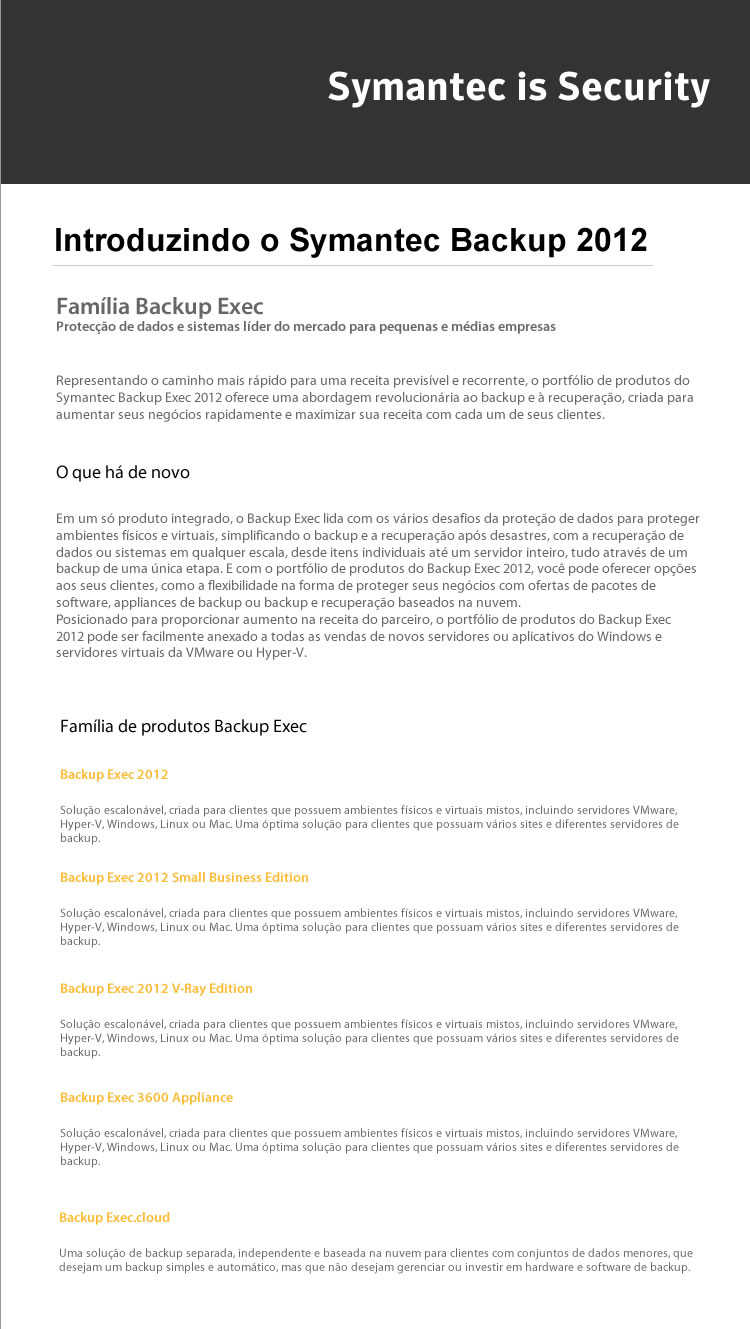 Symantec is Security
Introduzindo o Symantec Backup 2012
Família Backup Exec
Protecção de dados e sistemas líder do mercado para pequenas e médias empresas
Representando o caminho mais rápido para uma receita previsível e recorrente, o portfólio de produtos do
Symantec Backup Exec 2012 oferece uma abordagem revolucionária ao backup e à recuperação, criada para
aumentar seus negócios rapidamente e maximizar sua receita com cada um de seus clientes.
O que há de novo
Em um só produto integrado, o Backup Exec lida com os vários desafios da proteção de dados para proteger
ambientes físicos e virtuais, simplificando o backup e a recuperação após desastres, com a recuperação de
dados ou sistemas em qualquer escala, desde itens individuais até um servidor inteiro, tudo através de um
backup de uma única etapa. E com o portfólio de produtos do Backup Exec 2012, você pode oferecer opções
aos seus clientes, como a flexibilidade na forma de proteger seus negócios com ofertas de pacotes de
software, appliances de backup ou backup e recuperação baseados na nuvem.
Posicionado para proporcionar aumento na receita do parceiro, o portfólio de produtos do Backup Exec
2012 pode ser facilmente anexado a todas as vendas de novos servidores ou aplicativos do Windows e
servidores virtuais da VMware ou Hyper-V.
Família de produtos Backup Exec
Backup Exec 2012
Solução escalonável, criada para clientes que possuem ambientes físicos e virtuais mistos, incluindo servidores VMware,
Hyper-V, Windows, Linux ou Mac. Uma óptima solução para clientes que possuam vários sites e diferentes servidores de
backup.
Backup Exec 2012 Small Business Edition
Solução escalonável, criada para clientes que possuem ambientes físicos e virtuais mistos, incluindo servidores VMware,
Hyper-V, Windows, Linux ou Mac. Uma óptima solução para clientes que possuam vários sites e diferentes servidores de
backup.
Backup Exec 2012 V-Ray Edition
Solução escalonável, criada para clientes que possuem ambientes físicos e virtuais mistos, incluindo servidores VMware,
Hyper-V, Windows, Linux ou Mac. Uma óptima solução para clientes que possuam vários sites e diferentes servidores de
backup.
Backup Exec 3600 Appliance
Solução escalonável, criada para clientes que possuem ambientes físicos e virtuais mistos, incluindo servidores VMware,
Hyper-V, Windows, Linux ou Mac. Uma óptima solução para clientes que possuam vários sites e diferentes servidores de
backup.
Backup Exec.cloud
Uma solução de backup separada, independente e baseada na nuvem para clientes com conjuntos de dados menores, que
desejam um backup simples e automático, mas que não desejam gerenciar ou investir em hardware e software de backup.